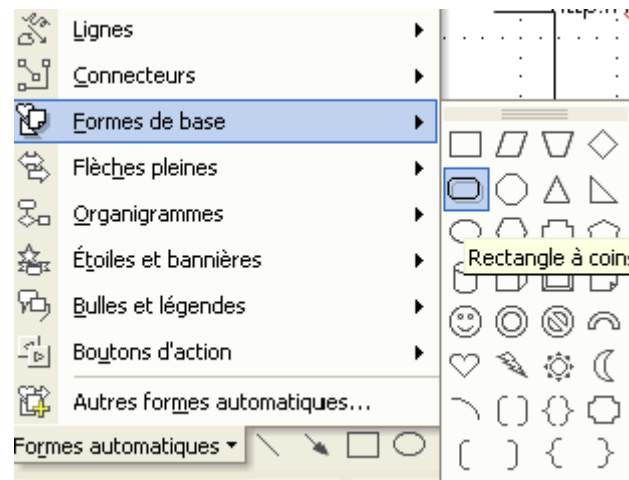 Lignes
Connecteurs
Formes de base
Flèches pleines
Organigrammes
Étoiles et bannières
Rectangle à coins
Bulles et légendes
Boutons d'action
Autres formes automatiques...
Formes automatiques